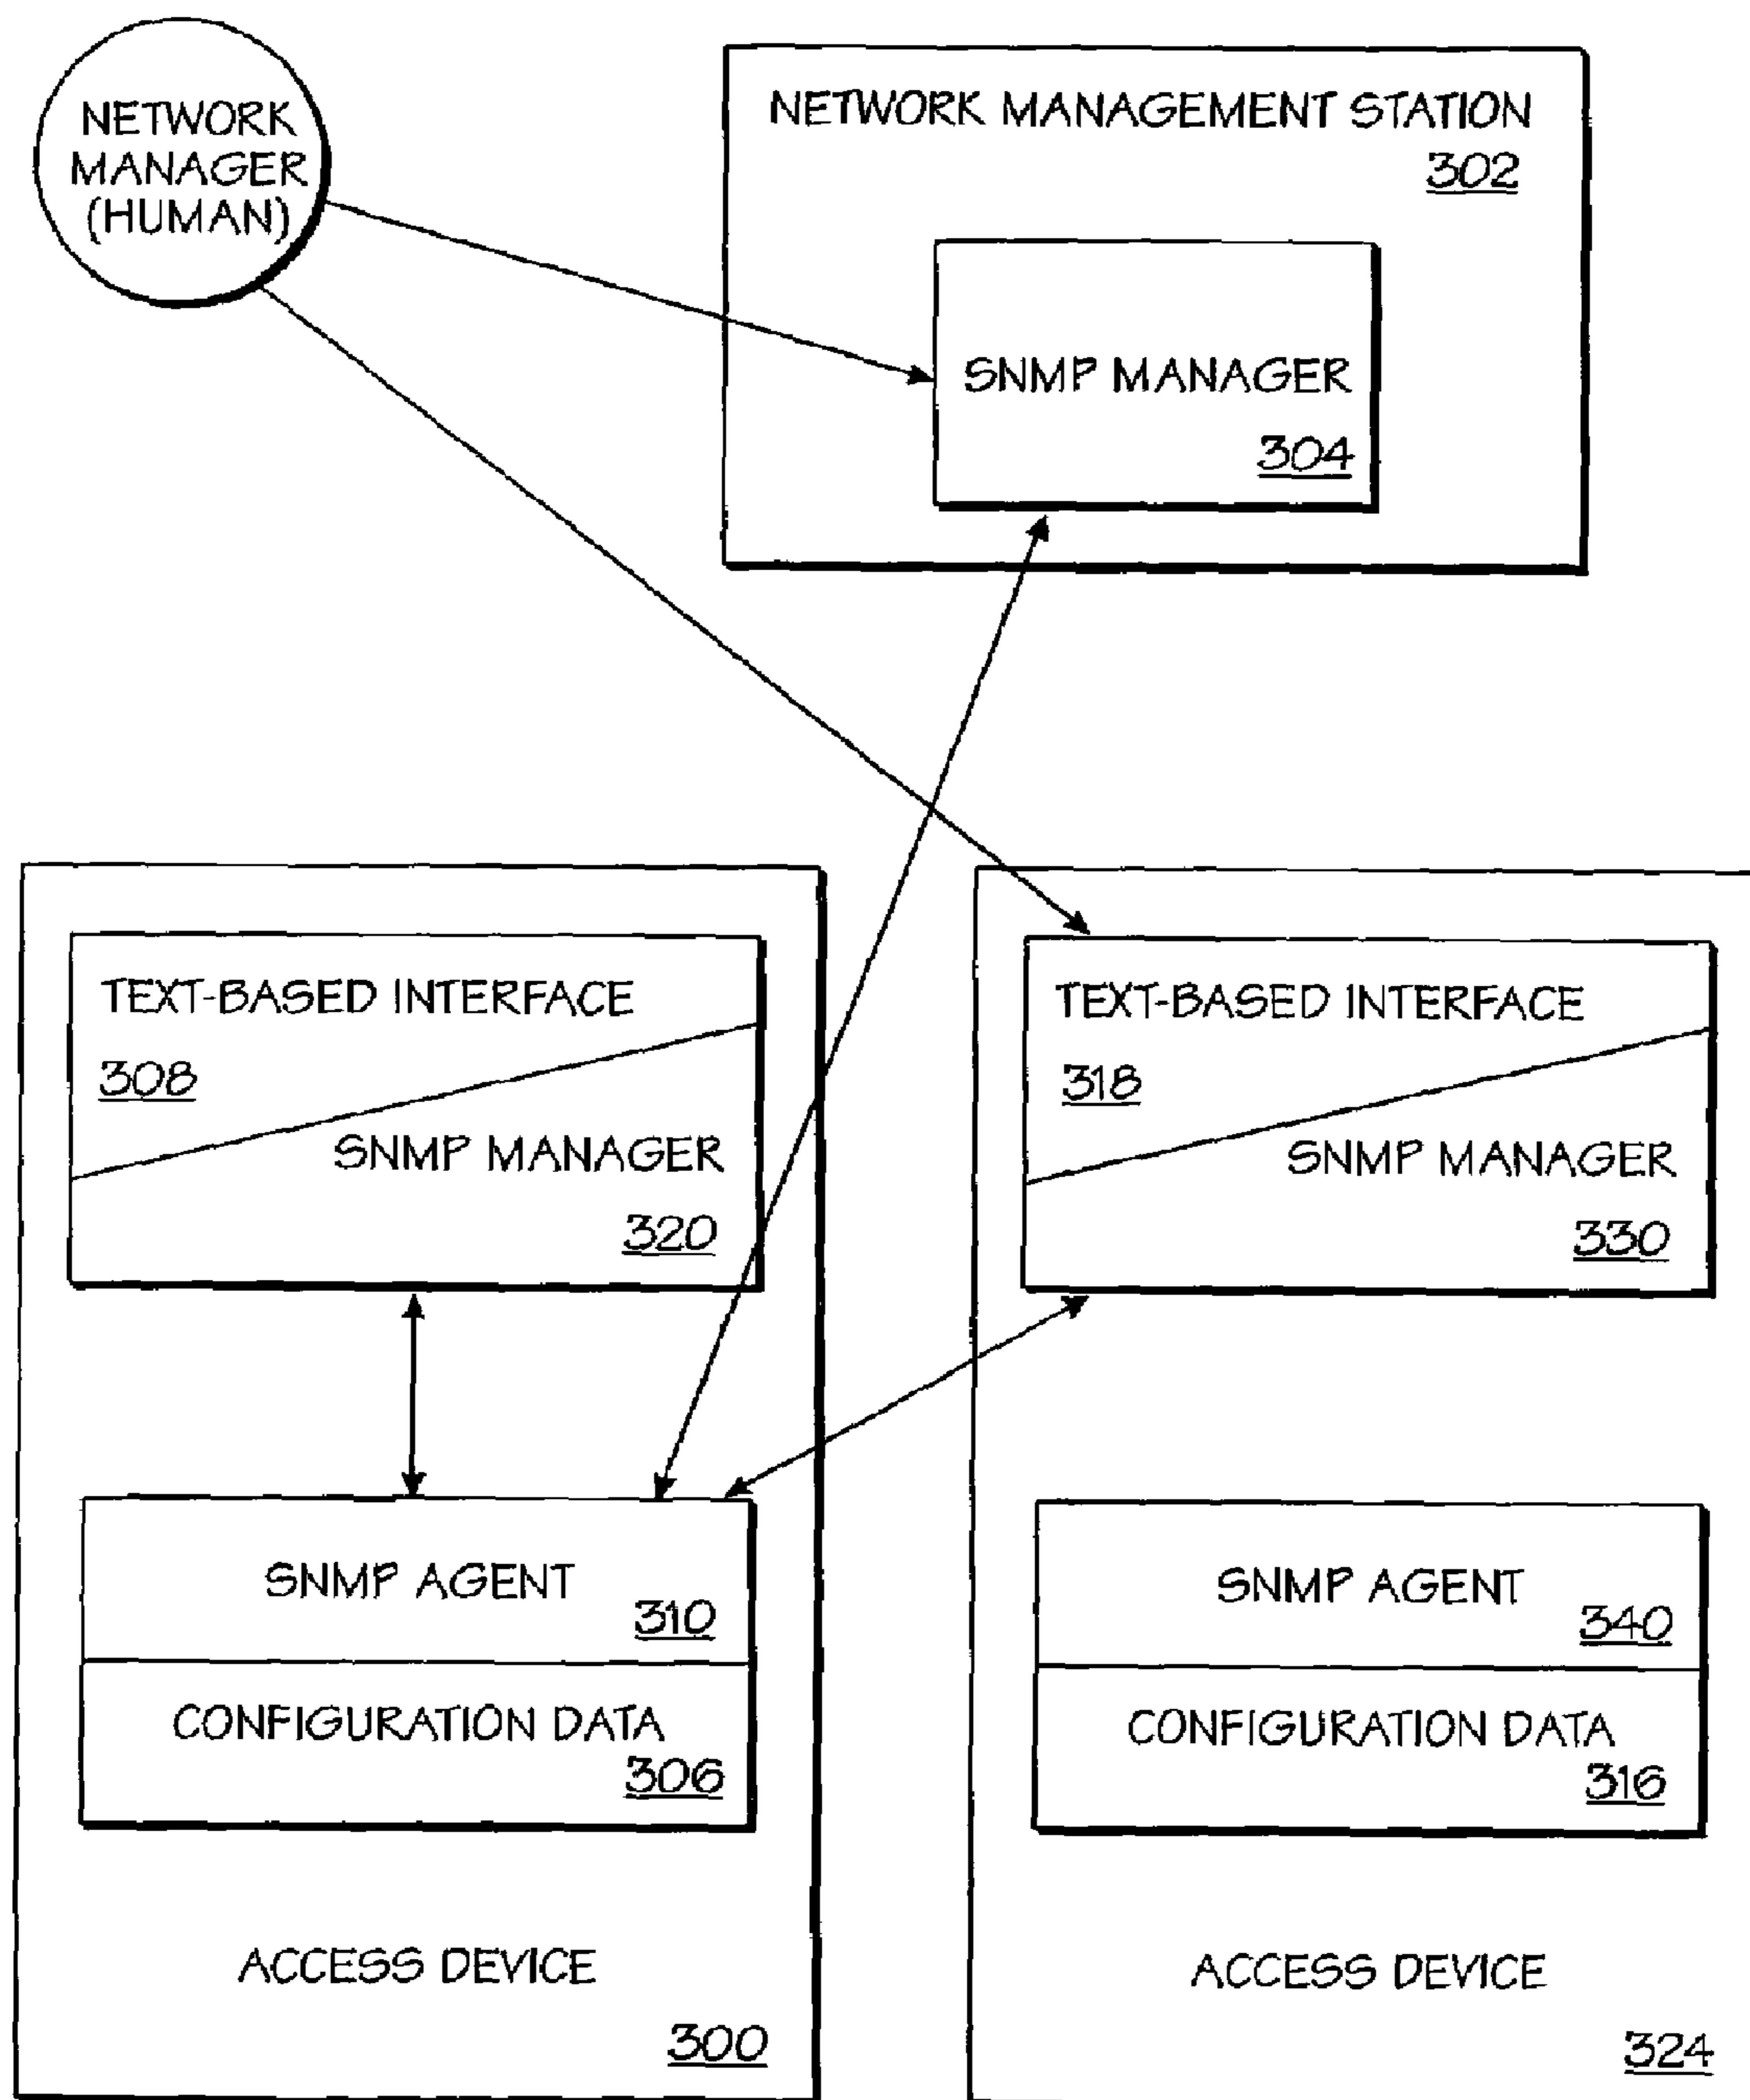 NETWORK
MANAGER
(HUMAN)
NETWORK MANAGEMENT STATION
302
SNMP MANAGER
304
TEXT-BASED INTERFACE
308
SNMP MANAGER
320
SNMP AGENT
310
CONFIGURATION DATA
306
ACCESS DEVICE
300
TEXT-BASED INTERFACE
318
SNMP MANAGER
330
SNMP AGENT
340
CONFIGURATION DATA
316
ACCESS DEVICE
324